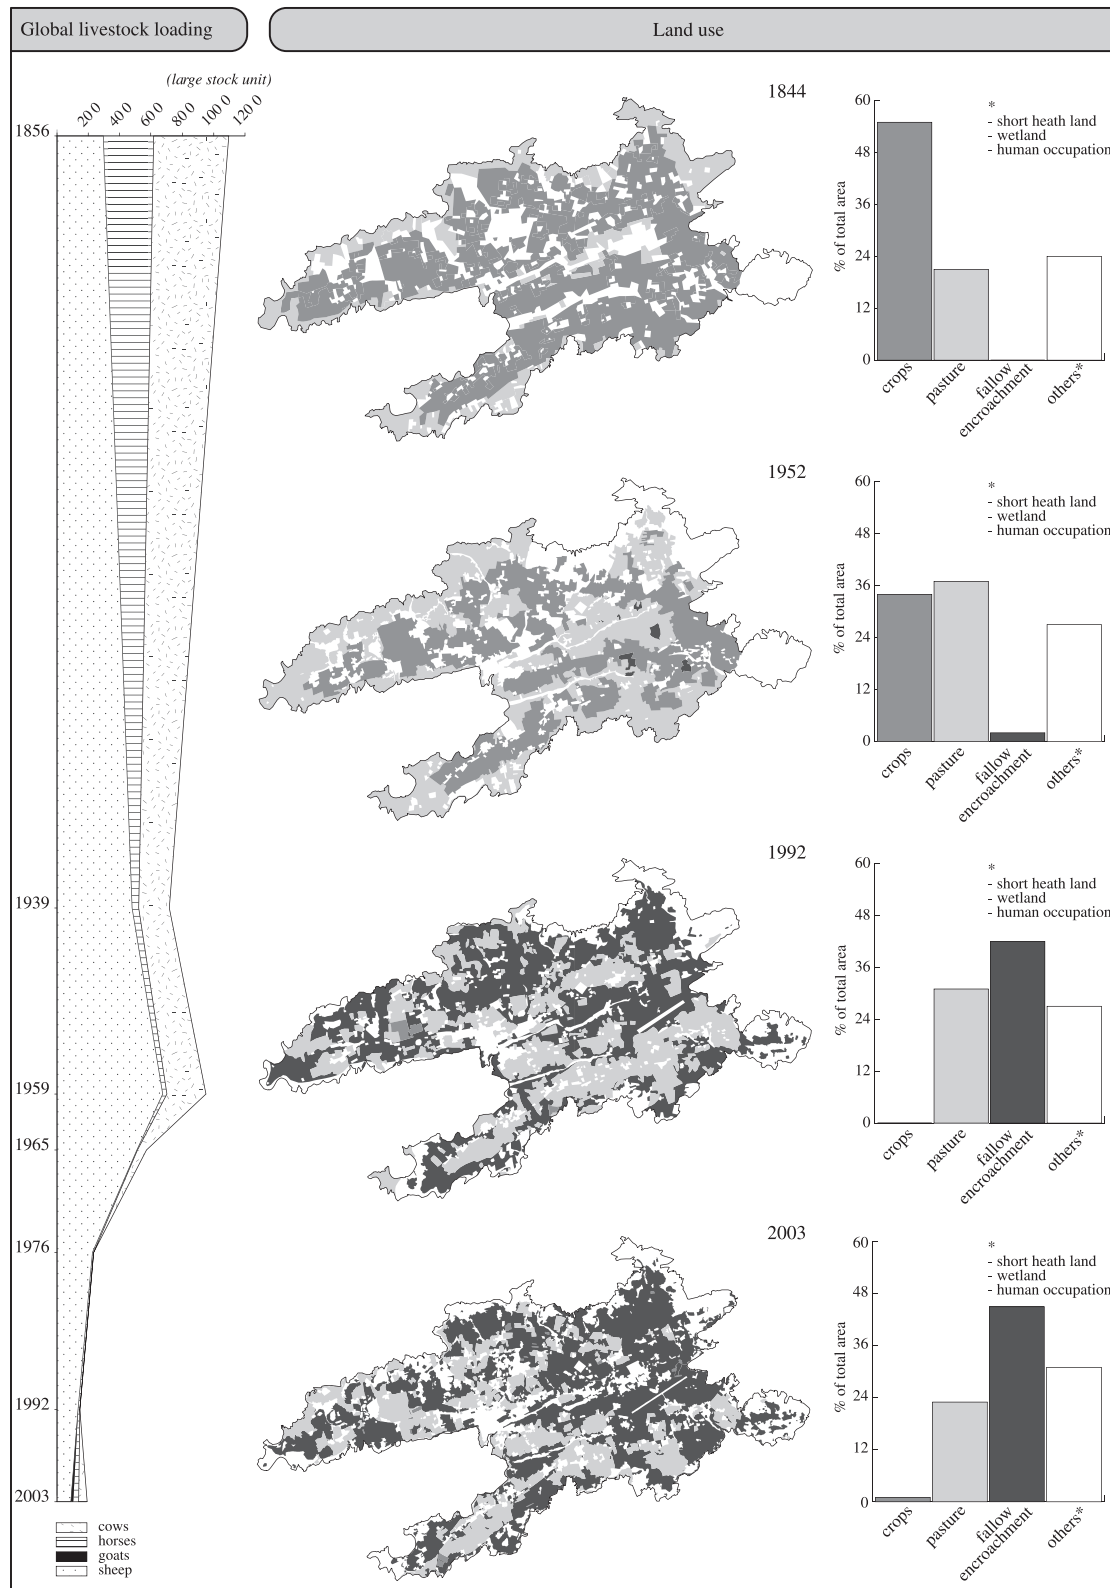 Global livestock loading
Land use
(large stock unit)
200 400 600 800 1000 1200
1856
1939
1959
1965
1976
1992
2003
cows
horses
goats
sheep
1844
% of total area
60
48
36
24
12
0
*
- short heath land
- wetland
- human occupation
crops
pasture
fallow
encroachment
others*
1952
% of total area
60
48
36
24
12
0
*
- short heath land
- wetland
- human occupation
crops
pasture
fallow
encroachment
others*
1992
% of total area
60
48
36
24
12
0
*
- short heath land
- wetland
- human occupation
crops
pasture
fallow
encroachment
others*
2003
% of total area
60
48
36
24
12
0
*
- short heath land
- wetland
- human occupation
crops
pasture
fallow
encroachment
others*